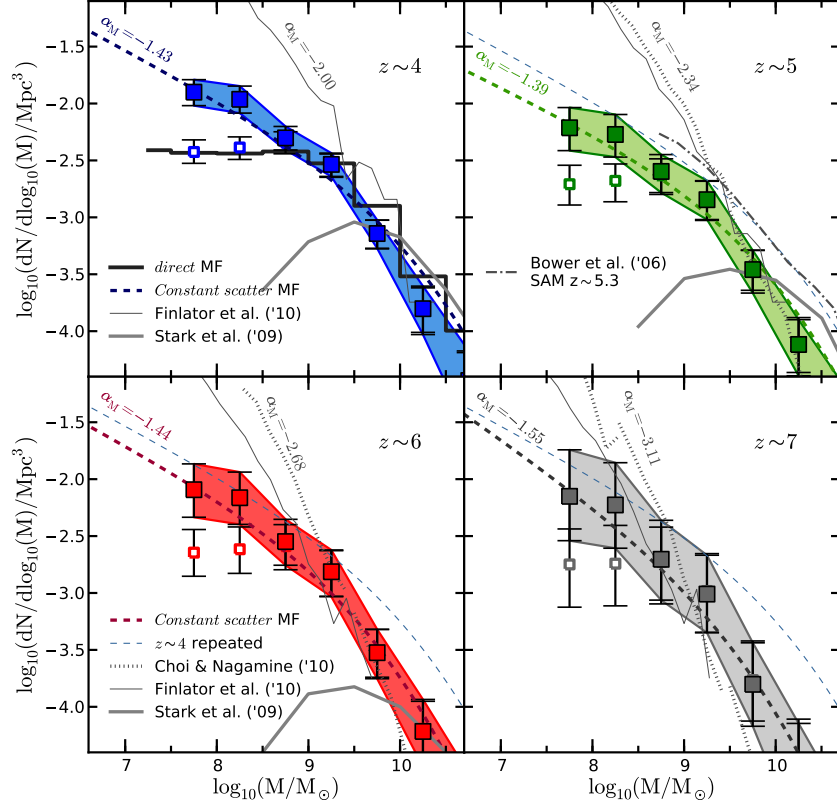 α_M = −1.43
α_M = −2.00
z ∼ 4
−1.5
−2.0
−2.5
−3.0
−3.5
−4.0
log₁₀(dN/dlog₁₀(M)/Mpc³)
direct MF
Constant scatter MF
Finlator et al. ('10)
Stark et al. ('09)
α_M = −1.39
α_M = −2.34
z ∼ 5
Bower et al. ('06)
SAM z ∼ 5.3
α_M = −1.44
α_M = −2.68
z ∼ 6
−1.5
−2.0
−2.5
−3.0
−3.5
−4.0
log₁₀(dN/dlog₁₀(M)/Mpc³)
Constant scatter MF
z ∼ 4 repeated
Choi & Nagamine ('10)
Finlator et al. ('10)
Stark et al. ('09)
7 8 9 10
log₁₀(M/M⊙)
α_M = −1.55
α_M = −3.11
z ∼ 7
7 8 9 10
log₁₀(M/M⊙)